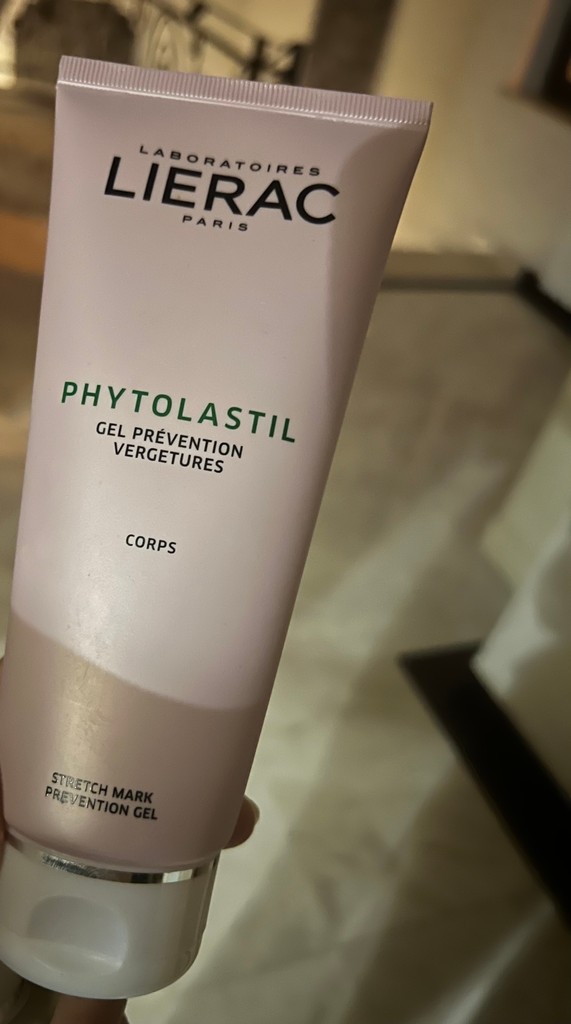 LABORATOIRES
LIERAC
PARIS
PHYTOLASTIL
GEL PRÉVENTION
VERGETURES
CORPS
STRETCH MARK
PREVENTION GEL